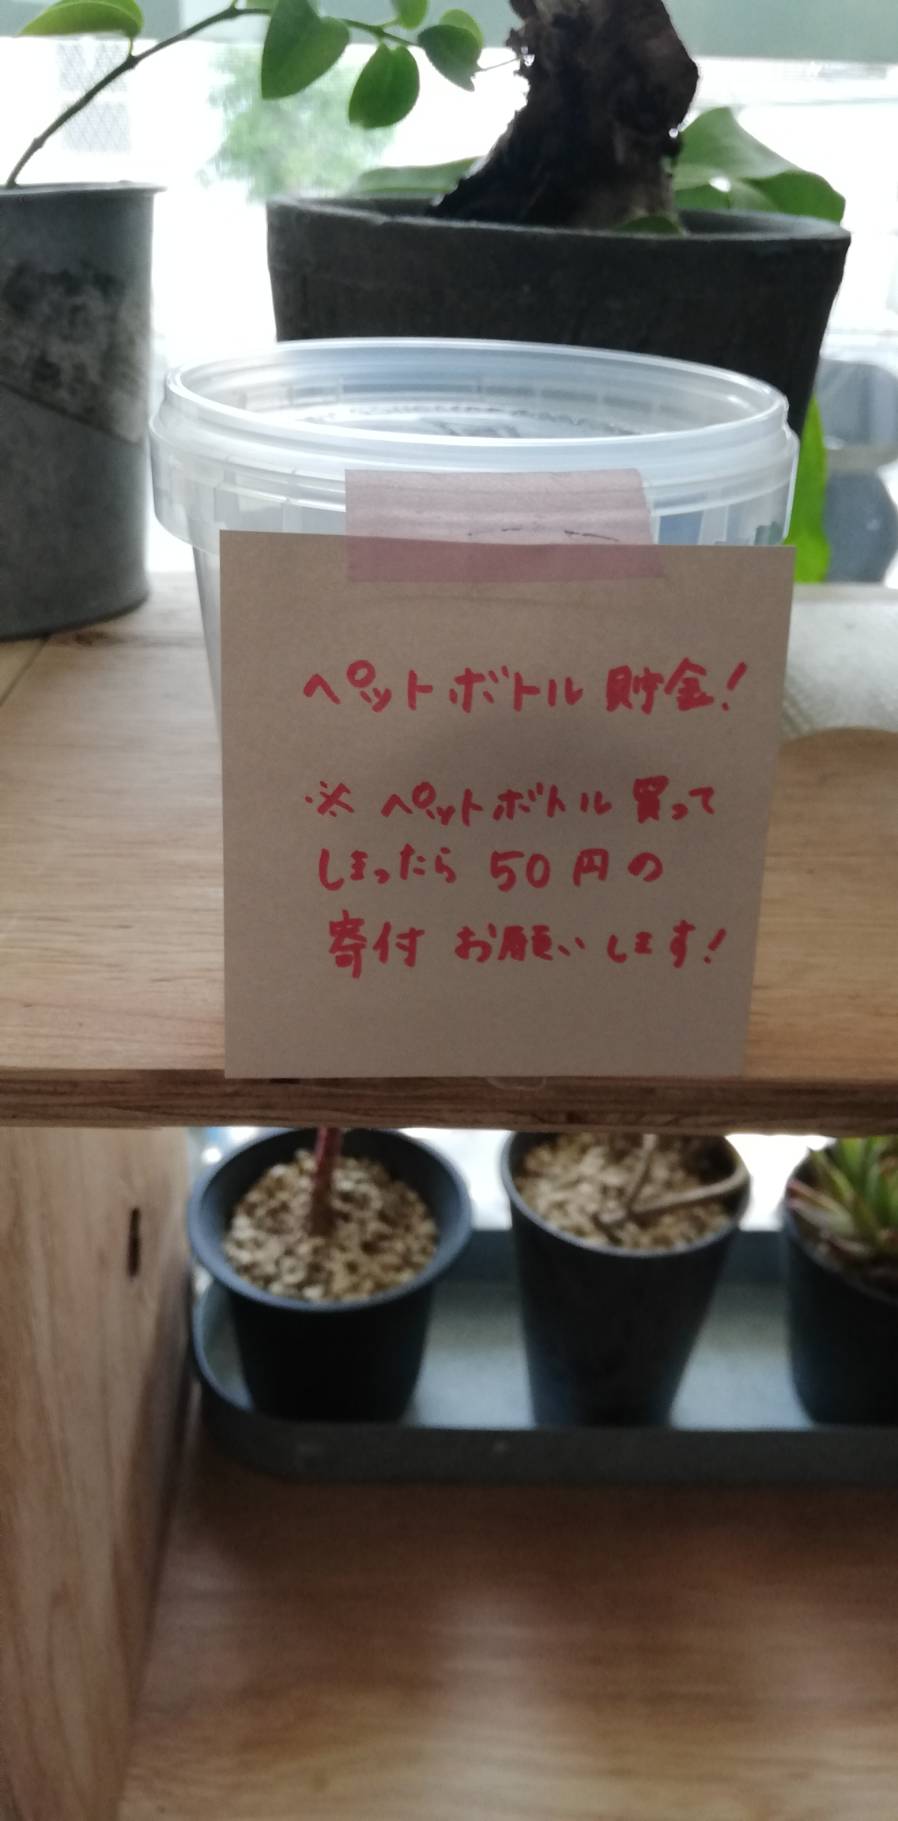 ペットボトル 貯金!
※ ペットボトル 買って
しまったら 50円の
寄付 お願いします!